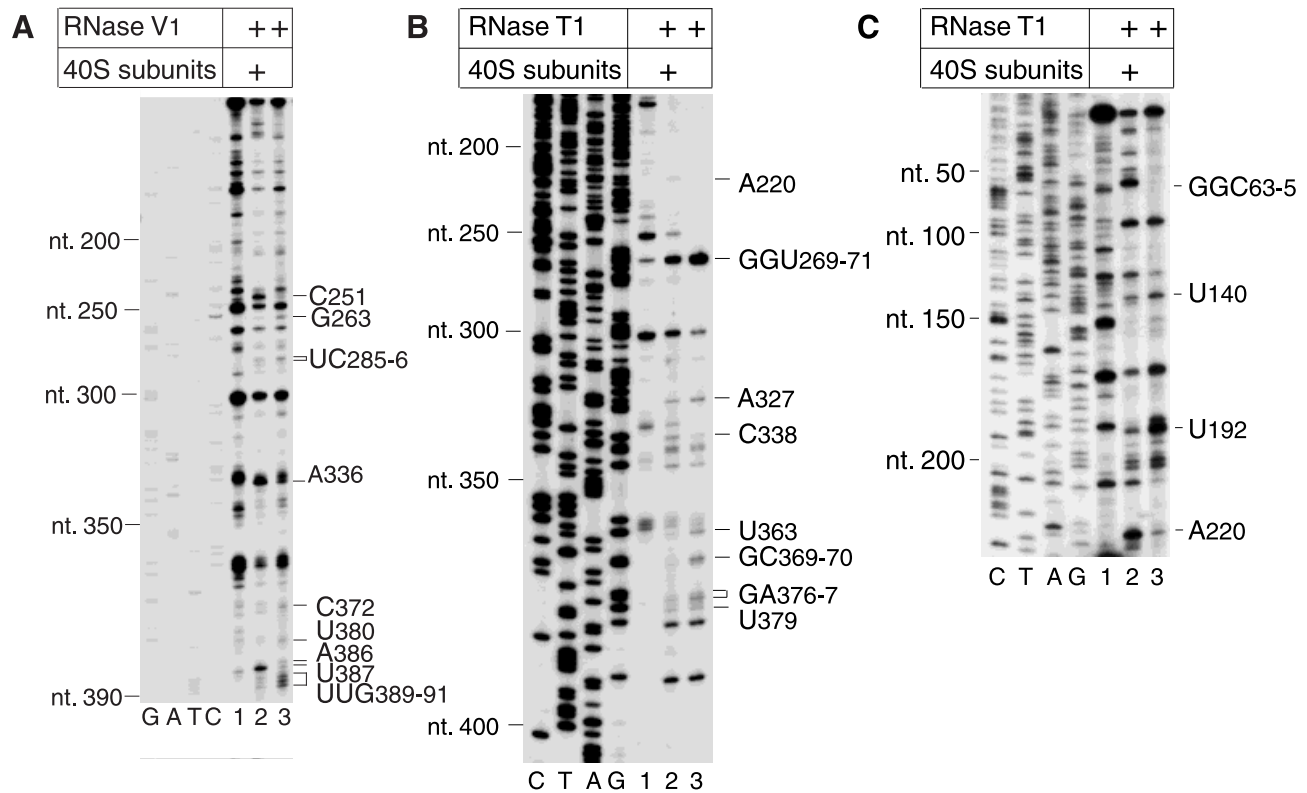 A
RNase V1 + +
40S subunits +
nt. 200
nt. 250
nt. 300
nt. 350
nt. 390
C251
G263
UC285-6
A336
C372
U380
A386
U387
UUG389-91
G A T C 1 2 3
B
RNase T1 + +
40S subunits +
nt. 200
nt. 250
nt. 300
nt. 350
nt. 400
A220
GGU269-71
A327
C338
U363
GC369-70
GA376-7
U379
C T A G 1 2 3
C
RNase T1 + +
40S subunits +
nt. 50
nt. 100
nt. 150
nt. 200
GGC63-5
U140
U192
A220
C T A G 1 2 3